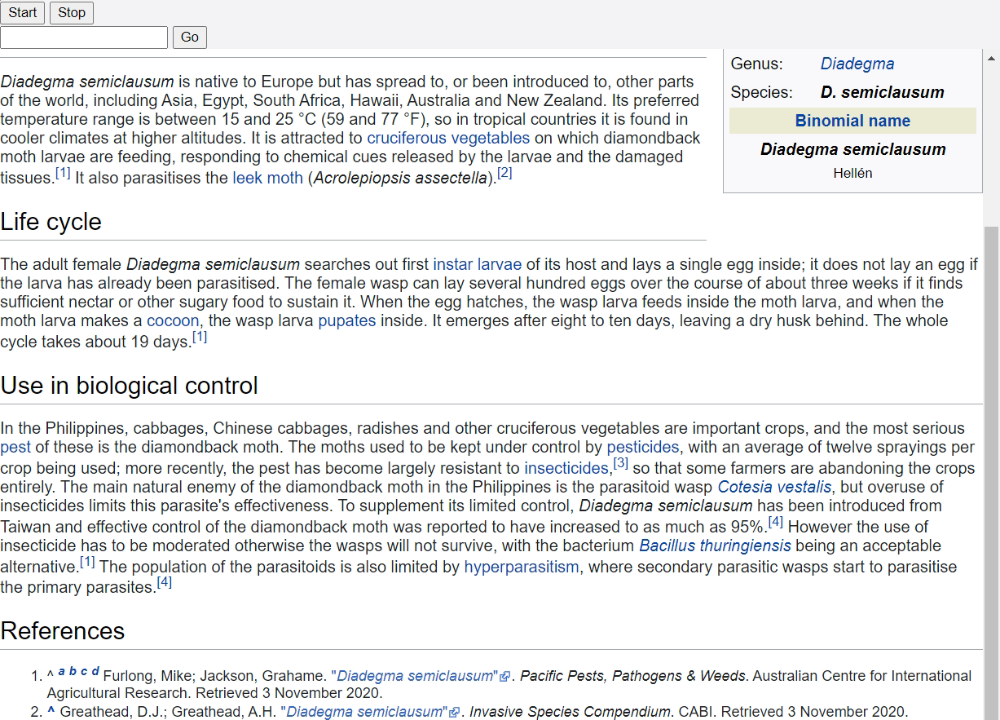 Start Stop
Go
Genus: Diadegma
Species: D. semiclausum
Binomial name
Diadegma semiclausum
Hellén
Diadegma semiclausum is native to Europe but has spread to, or been introduced to, other parts
of the world, including Asia, Egypt, South Africa, Hawaii, Australia and New Zealand. Its preferred
temperature range is between 15 and 25 °C (59 and 77 °F), so in tropical countries it is found in
cooler climates at higher altitudes. It is attracted to cruciferous vegetables on which diamondback
moth larvae are feeding, responding to chemical cues released by the larvae and the damaged
tissues.[1] It also parasitises the leek moth (Acrolepiopsis assectella).[2]
Life cycle
The adult female Diadegma semiclausum searches out first instar larvae of its host and lays a single egg inside; it does not lay an egg if
the larva has already been parasitised. The female wasp can lay several hundred eggs over the course of about three weeks if it finds
sufficient nectar or other sugary food to sustain it. When the egg hatches, the wasp larva feeds inside the moth larva, and when the
moth larva makes a cocoon, the wasp larva pupates inside. It emerges after eight to ten days, leaving a dry husk behind. The whole
cycle takes about 19 days.[1]
Use in biological control
In the Philippines, cabbages, Chinese cabbages, radishes and other cruciferous vegetables are important crops, and the most serious
pest of these is the diamondback moth. The moths used to be kept under control by pesticides, with an average of twelve sprayings per
crop being used; more recently, the pest has become largely resistant to insecticides,[3] so that some farmers are abandoning the crops
entirely. The main natural enemy of the diamondback moth in the Philippines is the parasitoid wasp Cotesia vestalis, but overuse of
insecticides limits this parasite's effectiveness. To supplement its limited control, Diadegma semiclausum has been introduced from
Taiwan and effective control of the diamondback moth was reported to have increased to as much as 95%.[4] However the use of
insecticide has to be moderated otherwise the wasps will not survive, with the bacterium Bacillus thuringiensis being an acceptable
alternative.[1] The population of the parasitoids is also limited by hyperparasitism, where secondary parasitic wasps start to parasitise
the primary parasites.[4]
References
1. ^ a b c d Furlong, Mike; Jackson, Grahame. "Diadegma semiclausum". Pacific Pests, Pathogens & Weeds. Australian Centre for International
Agricultural Research. Retrieved 3 November 2020.
2. ^ Greathead, D.J.; Greathead, A.H. "Diadegma semiclausum". Invasive Species Compendium. CABI. Retrieved 3 November 2020.